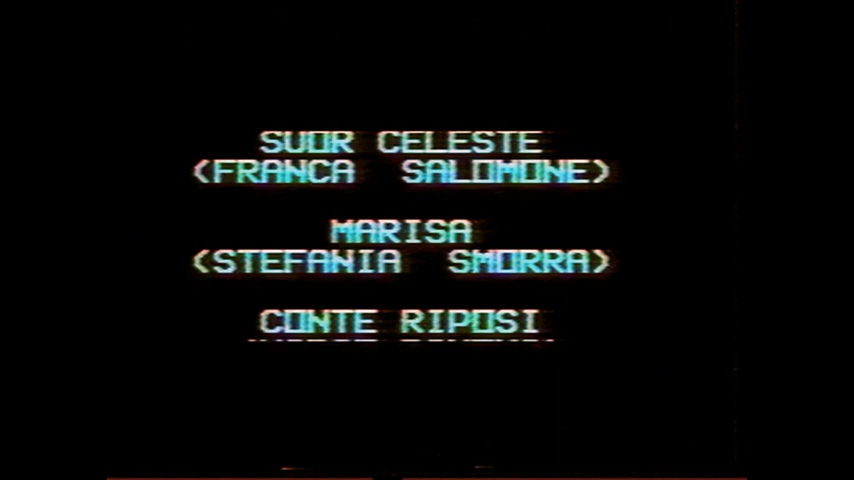 SUOR CELESTE
(FRANCA SALOMONE)
MARISA
(STEFANIA SMORRA)
CONTE RIPOSI